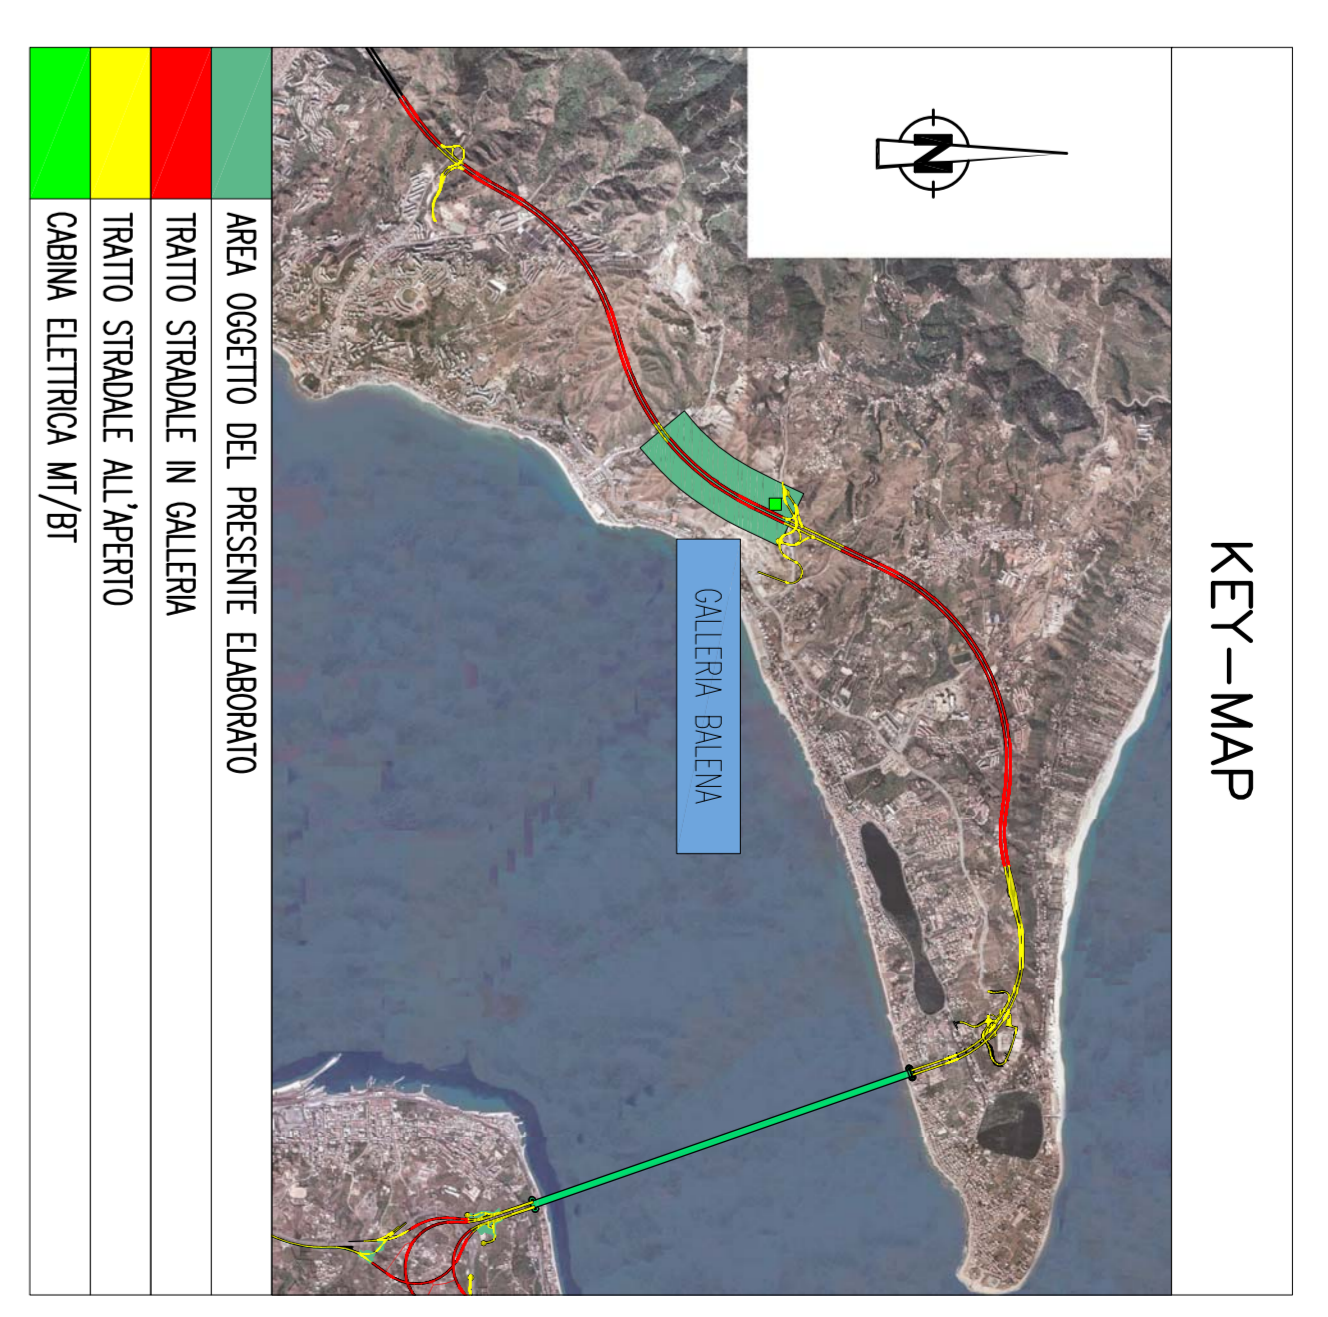 KEY-MAP
N
GALLERIA BALENA
AREA OGGETTO DEL PRESENTE ELABORATO
TRATTO STRADALE IN GALLERIA
TRATTO STRADALE ALL'APERTO
CABINA ELETTRICA MT/BT